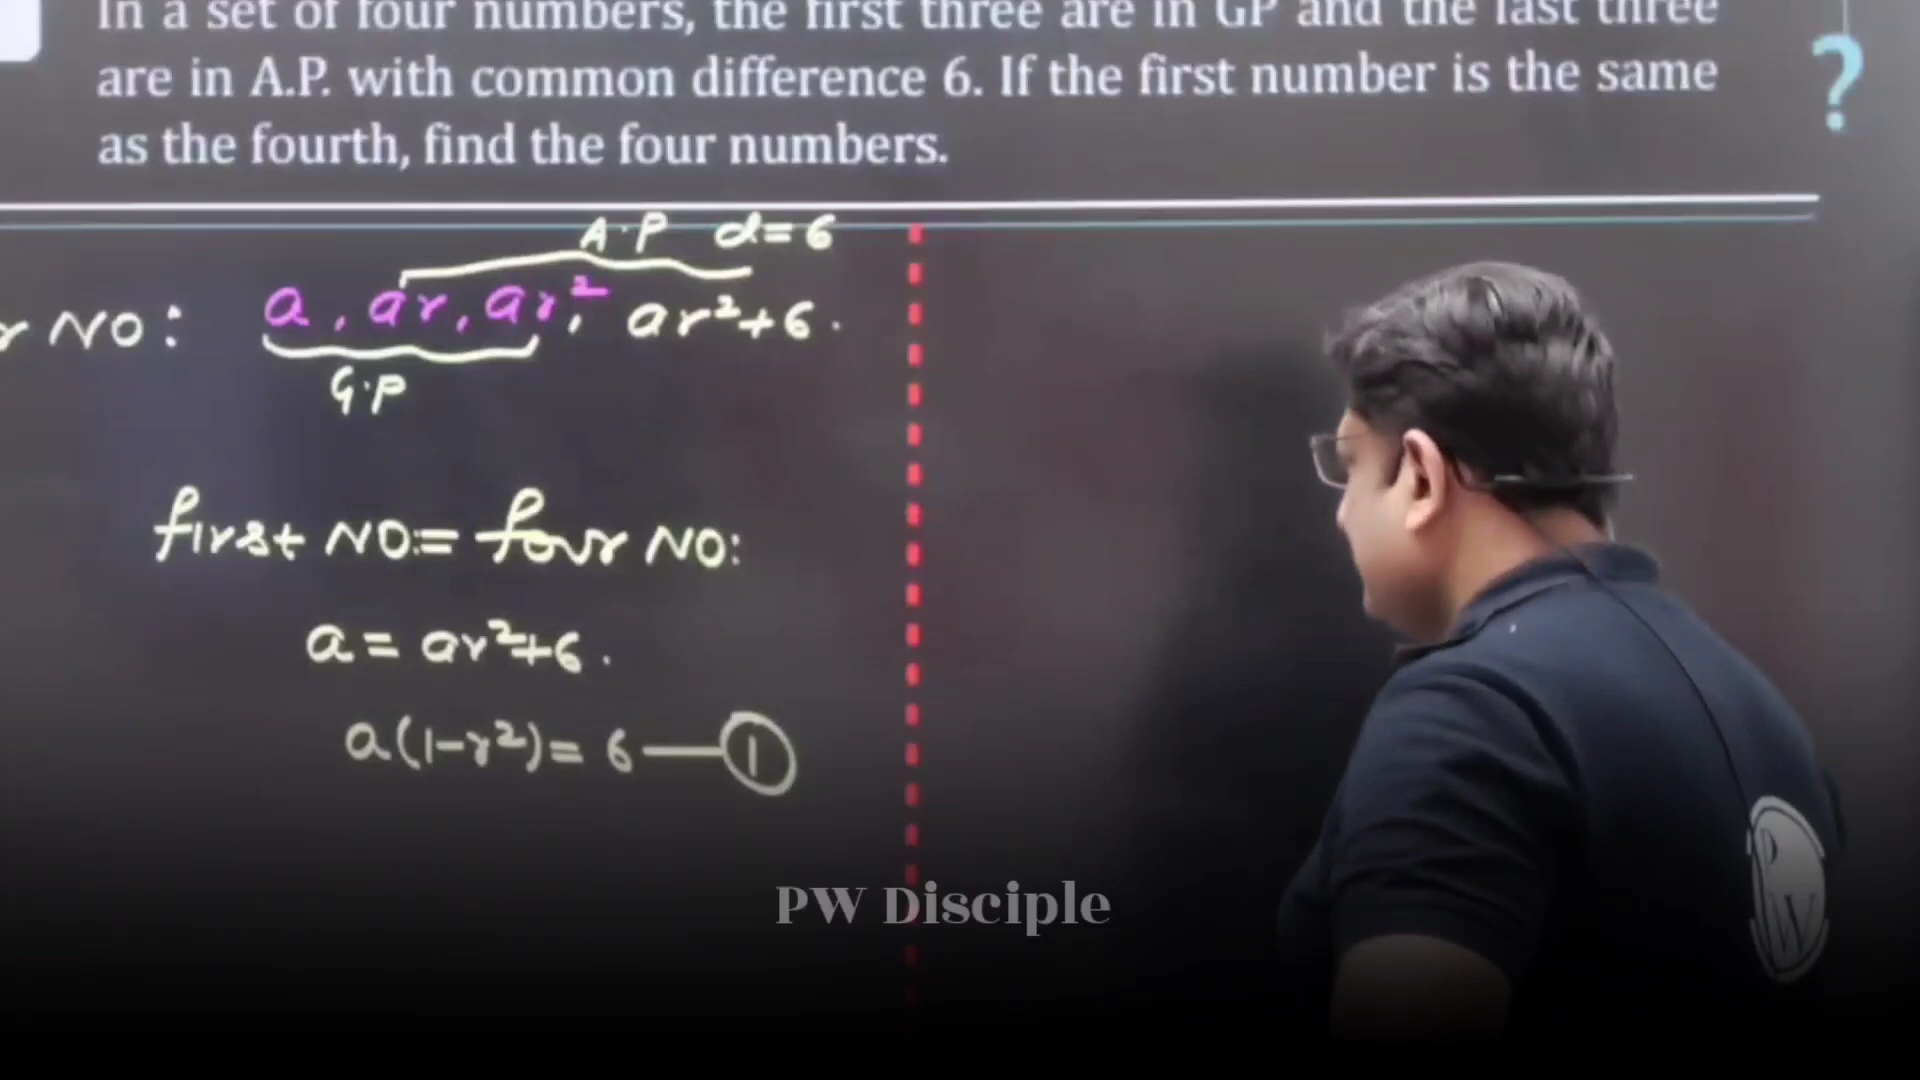 In a set of four numbers, the first three are in GP and the last three
are in A.P. with common difference 6. If the first number is the same
as the fourth, find the four numbers.
?
A.P d=6
r NO: a, ar, ar², ar²+6.
G.P
first NO:= four NO:
a = ar²+6.
a(1-r²) = 6 — ①
PW Disciple
PW